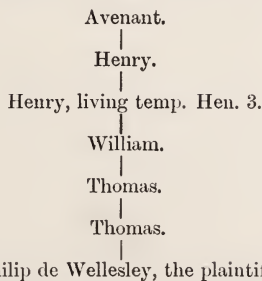 Avenant.
Henry.
Henry, living temp. Hen. 3.
William.
Thomas.
Thomas.
de Wellesley, the